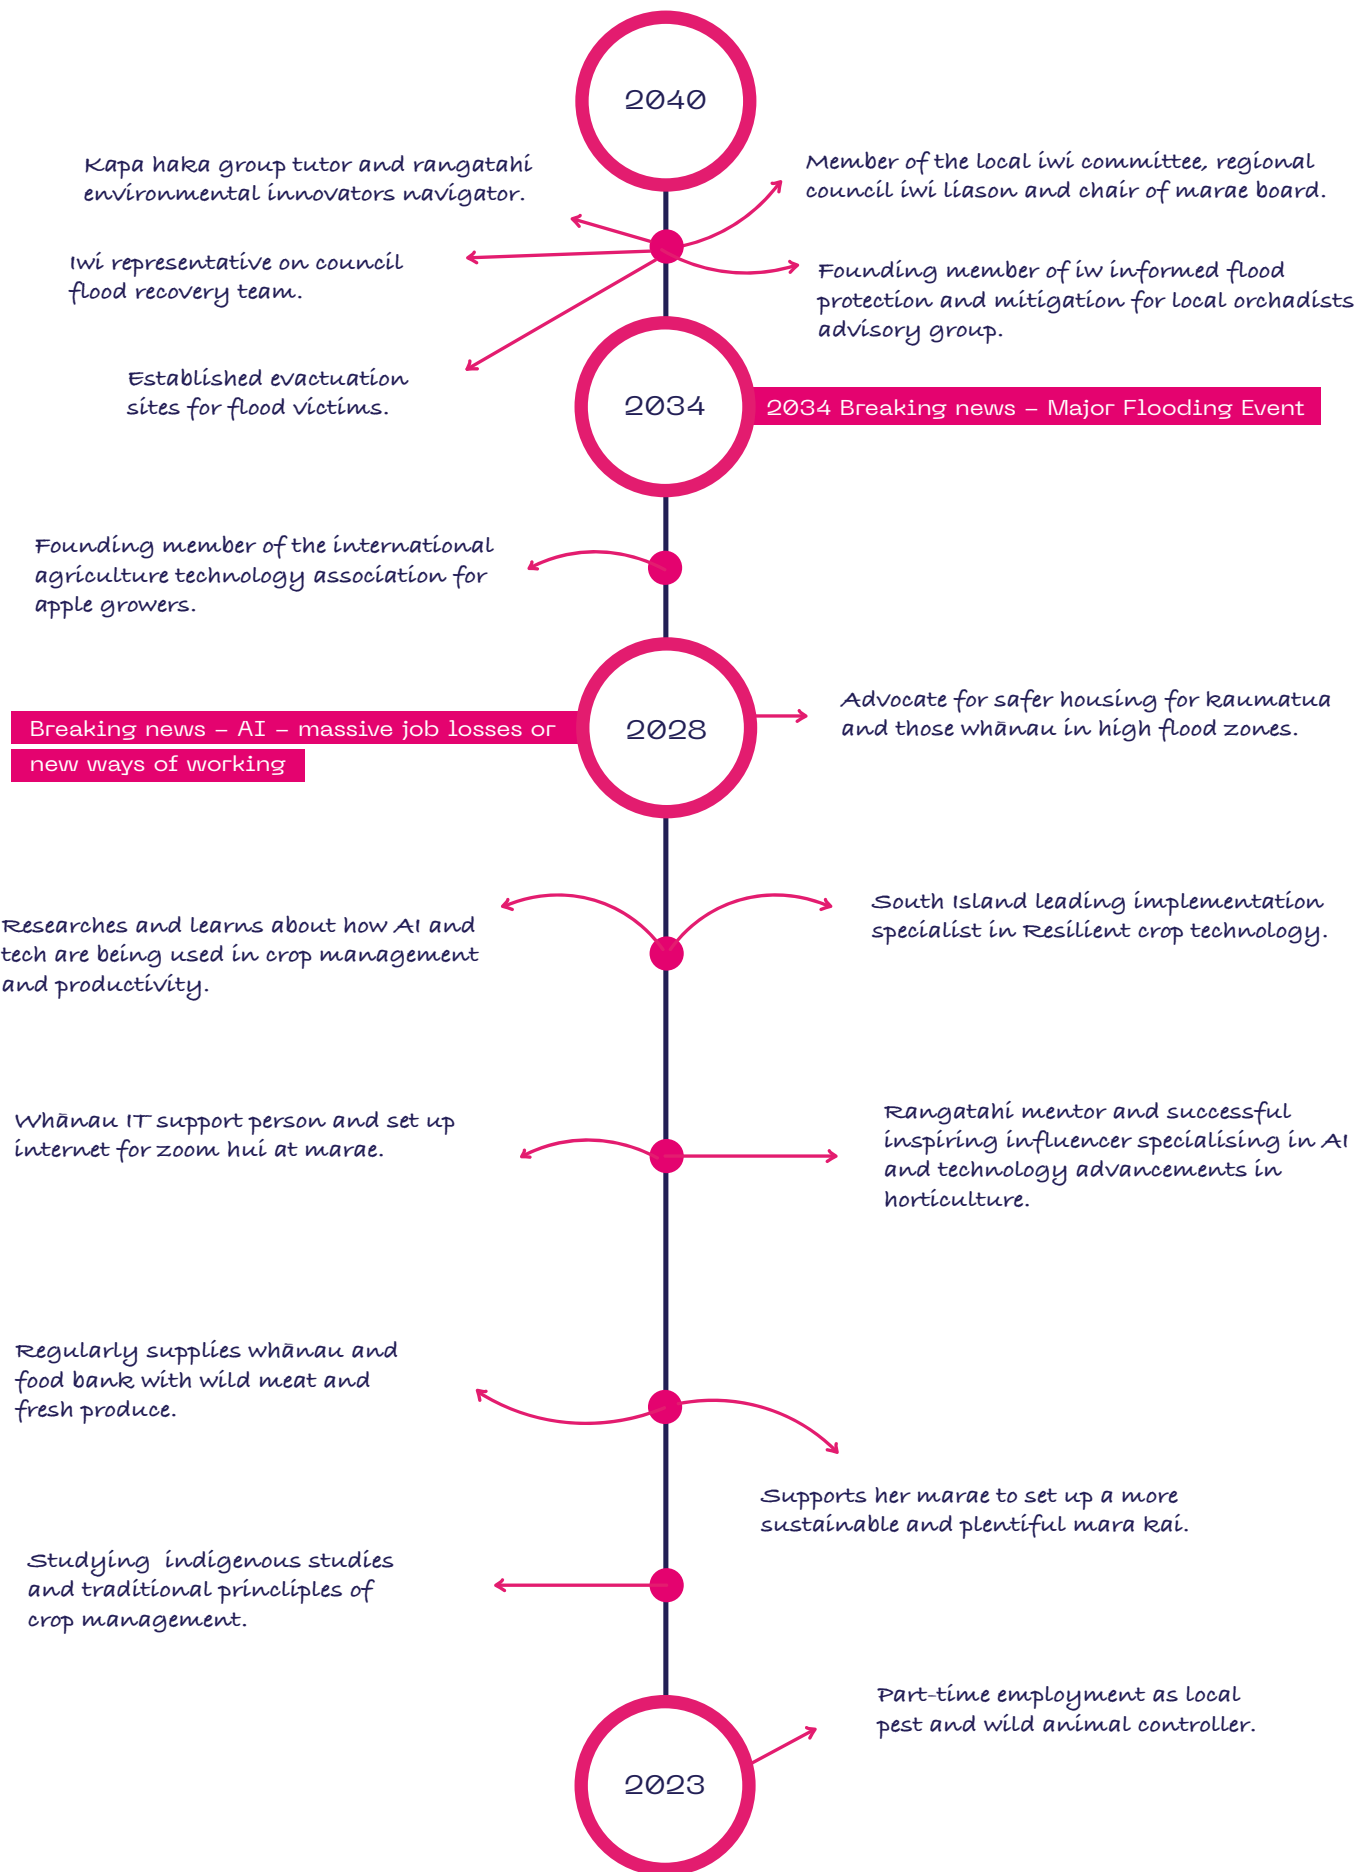 2040
Kapa haka group tutor and rangatahi
environmental innovators navigator.
Member of the local iwi committee, regional
council iwi liason and chair of marae board.
Iwi representative on council
flood recovery team.
Founding member of iw informed flood
protection and mitigation for local orchadists
advisory group.
Established evactuation
sites for flood victims.
2034
2034 Breaking news – Major Flooding Event
Founding member of the international
agriculture technology association for
apple growers.
Breaking news – AI – massive job losses or
new ways of working
2028
Advocate for safer housing for kaumatua
and those whānau in high flood zones.
Researches and learns about how AI and
tech are being used in crop management
and productivity.
South Island leading implementation
specialist in Resilient crop technology.
Whānau IT support person and set up
internet for zoom hui at marae.
Rangatahi mentor and successful
inspiring influencer specialising in AI
and technology advancements in
horticulture.
Regularly supplies whānau and
food bank with wild meat and
fresh produce.
Supports her marae to set up a more
sustainable and plentiful mara kai.
Studying indigenous studies
and traditional princliples of
crop management.
Part-time employment as local
pest and wild animal controller.
2023